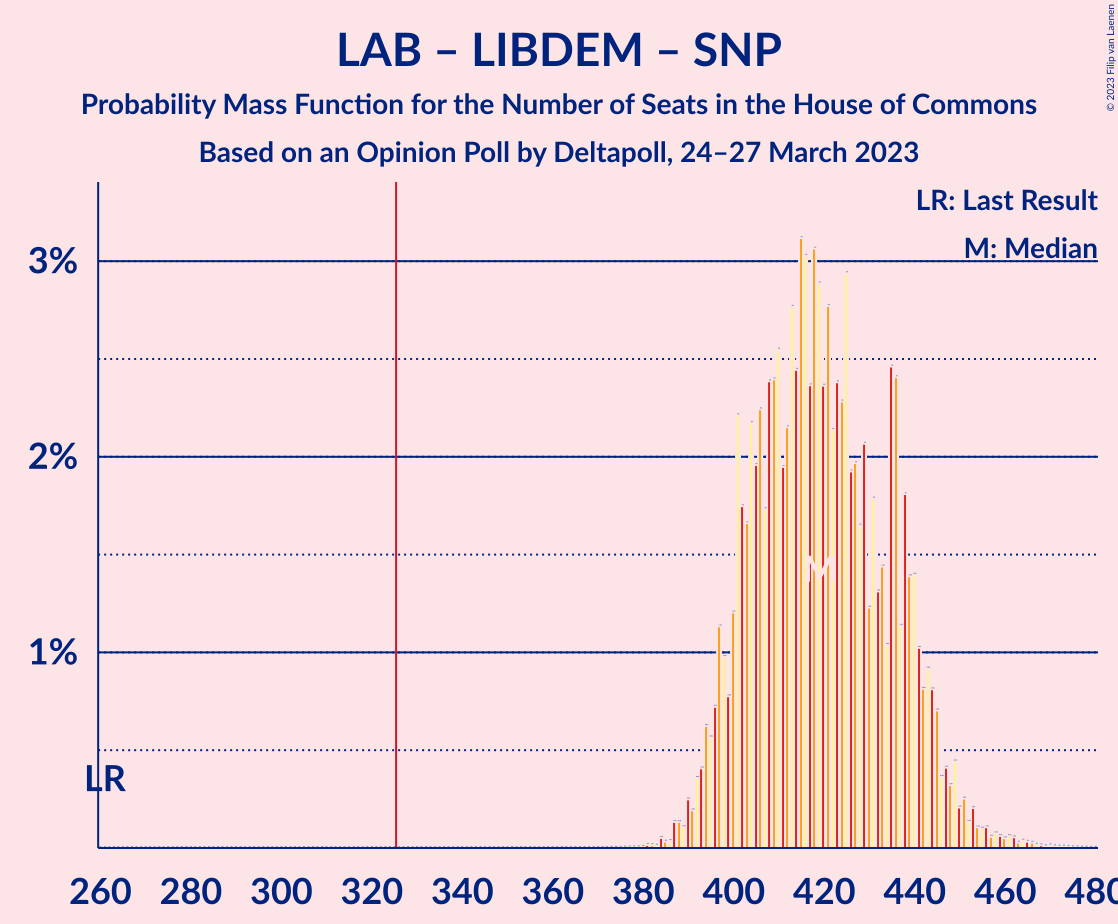 LAB – LIBDEM – SNP
Probability Mass Function for the Number of Seats in the House of Commons
Based on an Opinion Poll by Deltapoll, 24–27 March 2023
© 2023 Filip van Laenen
LR: Last Result
M: Median
3%
2%
1%
M
LR
260 280 300 320 340 360 380 400 420 440 460 480